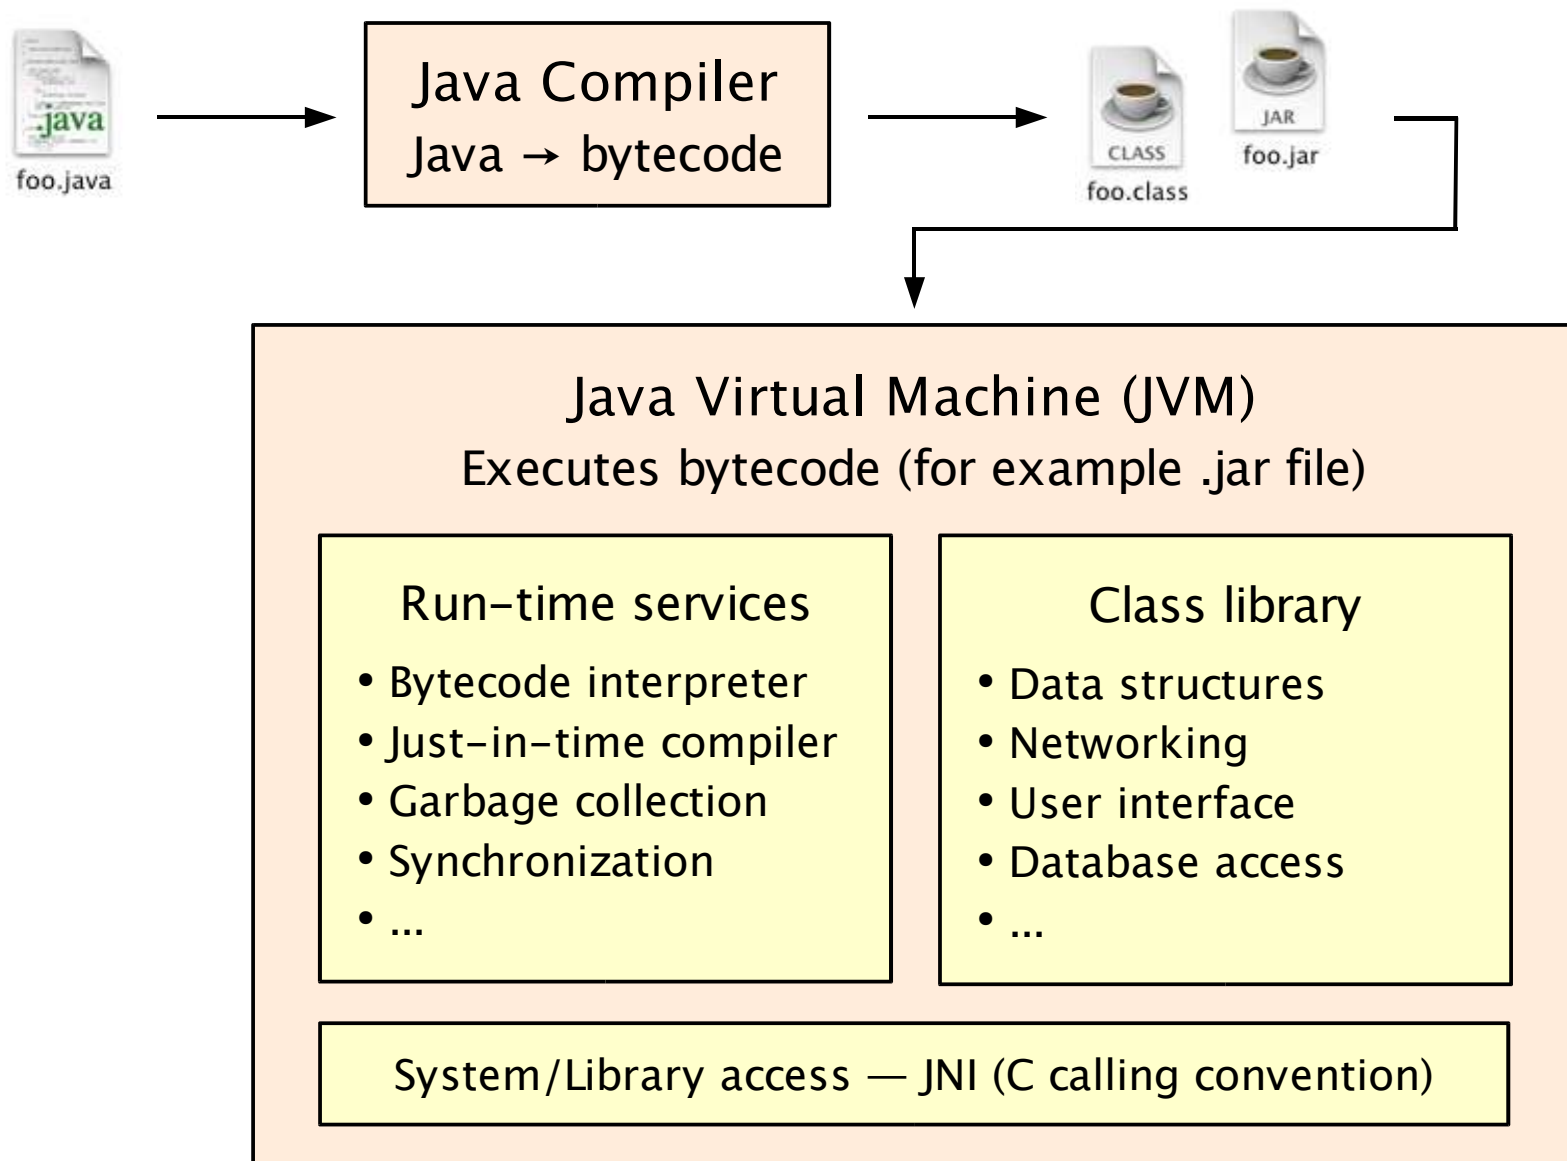 .java
foo.java
Java Compiler
Java → bytecode
CLASS
foo.class
JAR
foo.jar
Java Virtual Machine (JVM)
Executes bytecode (for example .jar file)
Run-time services
• Bytecode interpreter
• Just-in-time compiler
• Garbage collection
• Synchronization
• ...
Class library
• Data structures
• Networking
• User interface
• Database access
• ...
System/Library access — JNI (C calling convention)